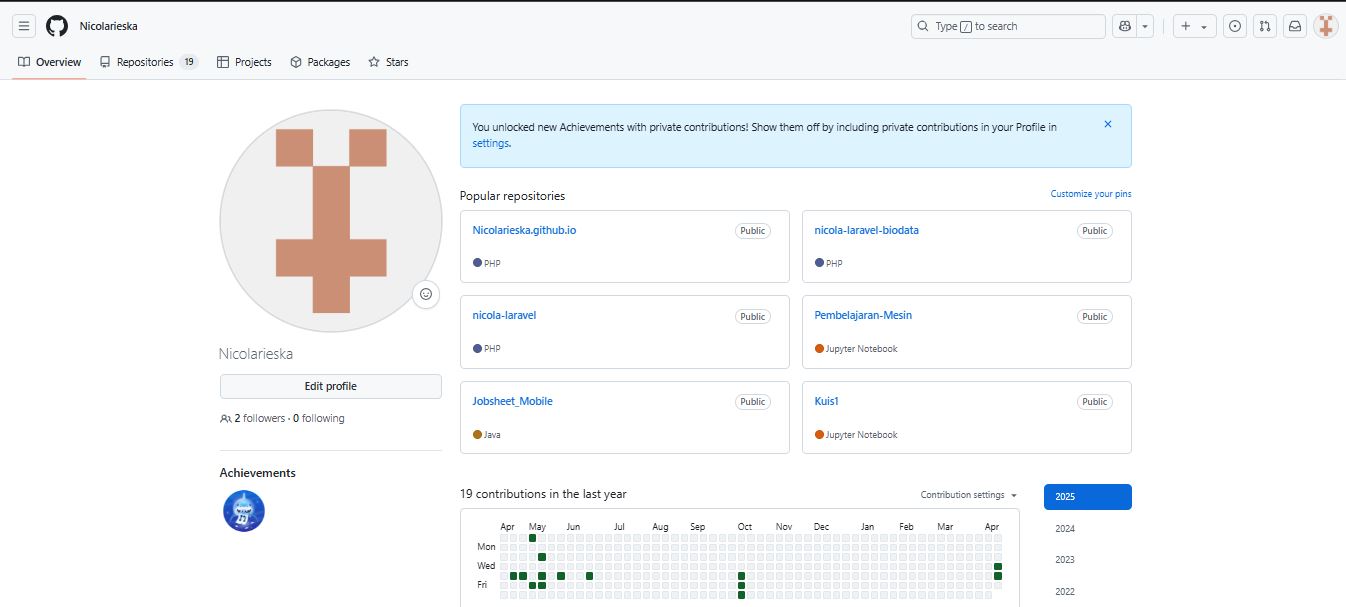 Nicolarieska
Type / to search
Overview
Repositories 19
Projects
Packages
Stars
You unlocked new Achievements with private contributions! Show them off by including private contributions in your Profile in
settings.
Popular repositories
Customize your pins
Nicolarieska.github.io
Public
PHP
nicola-laravel-biodata
Public
PHP
nicola-laravel
Public
PHP
Pembelajaran-Mesin
Public
Jupyter Notebook
Jobsheet_Mobile
Public
Java
Kuis1
Public
Jupyter Notebook
Nicolarieska
Edit profile
2 followers · 0 following
Achievements
19 contributions in the last year
Contribution settings
2025
2024
2023
2022
Apr May Jun Jul Aug Sep Oct Nov Dec Jan Feb Mar Apr
Mon
Wed
Fri